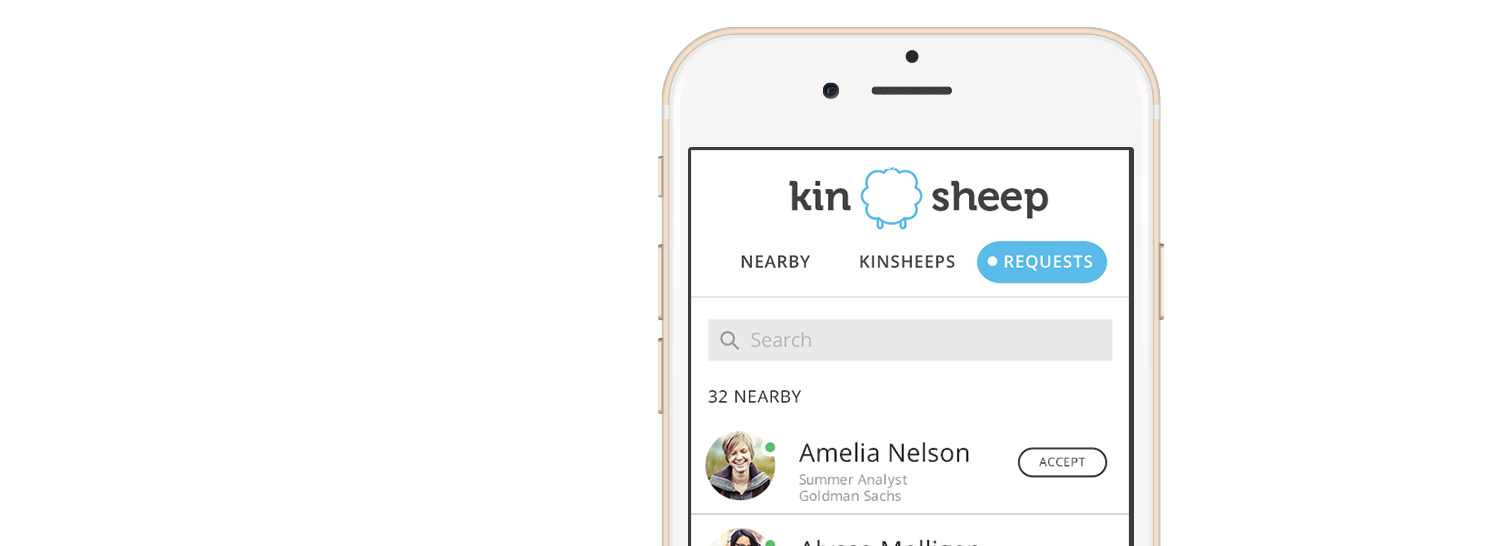 kin sheep
NEARBY KINSHEEPS REQUESTS
Search
32 NEARBY
Amelia Nelson
ACCEPT
Summer Analyst
Goldman Sachs